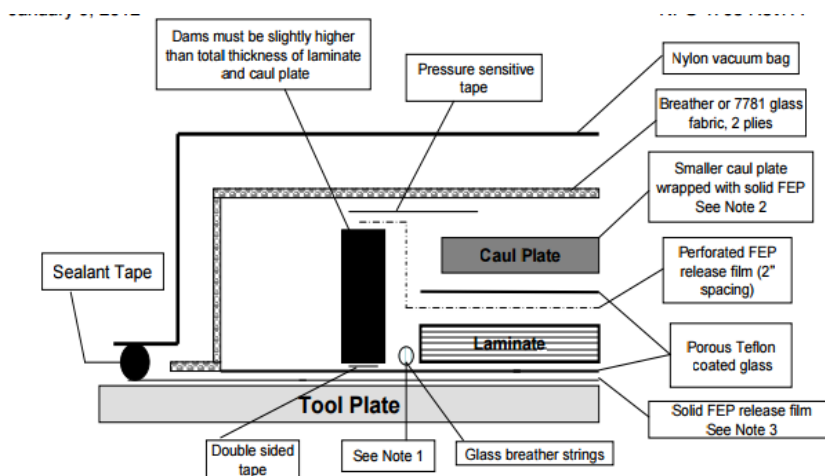 Dams must be slightly higher
than total thickness of laminate
and caul plate
Pressure sensitive
tape
Nylon vacuum bag
Breather or 7781 glass
fabric, 2 plies
Smaller caul plate
wrapped with solid FEP
See Note 2
Sealant Tape
Caul Plate
Perforated FEP
release film (2"
spacing)
Laminate
Porous Teflon
coated glass
Tool Plate
Solid FEP release film
See Note 3
Double sided
tape
See Note 1
Glass breather strings